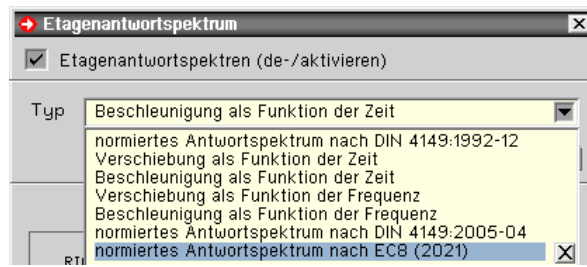 Etagenantwortspektrum
Etagenantwortspektren (de-/aktivieren)
Typ
Beschleunigung als Funktion der Zeit
normiertes Antwortspektrum nach DIN 4149:1992-12
Verschiebung als Funktion der Zeit
Beschleunigung als Funktion der Zeit
Verschiebung als Funktion der Frequenz
Beschleunigung als Funktion der Frequenz
normiertes Antwortspektrum nach DIN 4149:2005-04
normiertes Antwortspektrum nach EC8 (2021)